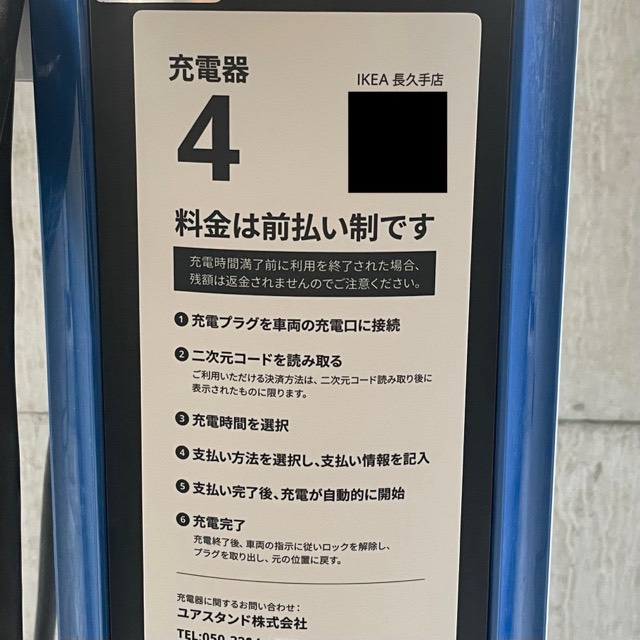 充電器
4
IKEA 長久手店
料金は前払い制です
充電時間満了前に利用を終了された場合、
残額は返金されませんのでご注意ください。
1 充電プラグを車両の充電口に接続
2 二次元コードを読み取る
ご利用いただける決済方法は、二次元コード読み取り後に
表示されたものに限ります。
3 充電時間を選択
4 支払い方法を選択し、支払い情報を記入
5 支払い完了後、充電が自動的に開始
6 充電完了
充電終了後、車両の指示に従いロックを解除し、
プラグを取り出し、元の位置に戻す。
充電器に関するお問い合わせ：
ユアスタンド株式会社
TEL:050-